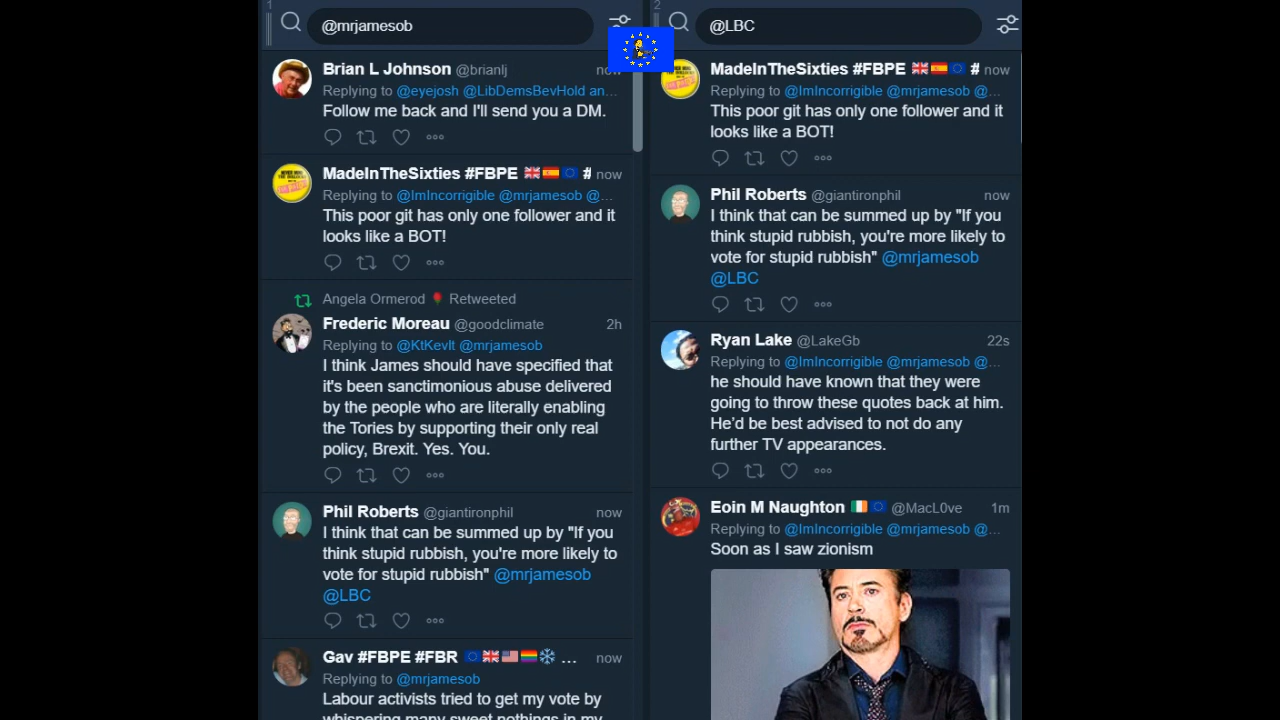 1
@mrjamesob
Brian L Johnson @brianlj now
Replying to @eyejosh @LibDemsBevHold an...
Follow me back and I'll send you a DM.
MadeInTheSixties #FBPE # now
Replying to @ImIncorrigible @mrjamesob @...
This poor git has only one follower and it
looks like a BOT!
Angela Ormerod Retweeted
Frederic Moreau @goodclimate 2h
Replying to @KtKevIt @mrjamesob
I think James should have specified that
it's been sanctimonious abuse delivered
by the people who are literally enabling
the Tories by supporting their only real
policy, Brexit. Yes. You.
Phil Roberts @giantironphil now
I think that can be summed up by "If you
think stupid rubbish, you're more likely to
vote for stupid rubbish" @mrjamesob
@LBC
Gav #FBPE #FBR ... now
Replying to @mrjamesob
Labour activists tried to get my vote by
whispering many sweet nothings in my
2
@LBC
MadeInTheSixties #FBPE # now
Replying to @ImIncorrigible @mrjamesob @...
This poor git has only one follower and it
looks like a BOT!
Phil Roberts @giantironphil now
I think that can be summed up by "If you
think stupid rubbish, you're more likely to
vote for stupid rubbish" @mrjamesob
@LBC
Ryan Lake @LakeGb 22s
Replying to @ImIncorrigible @mrjamesob @...
he should have known that they were
going to throw these quotes back at him.
He'd be best advised to not do any
further TV appearances.
Eoin M Naughton @MacL0ve 1m
Replying to @ImIncorrigible @mrjamesob @...
Soon as I saw zionism